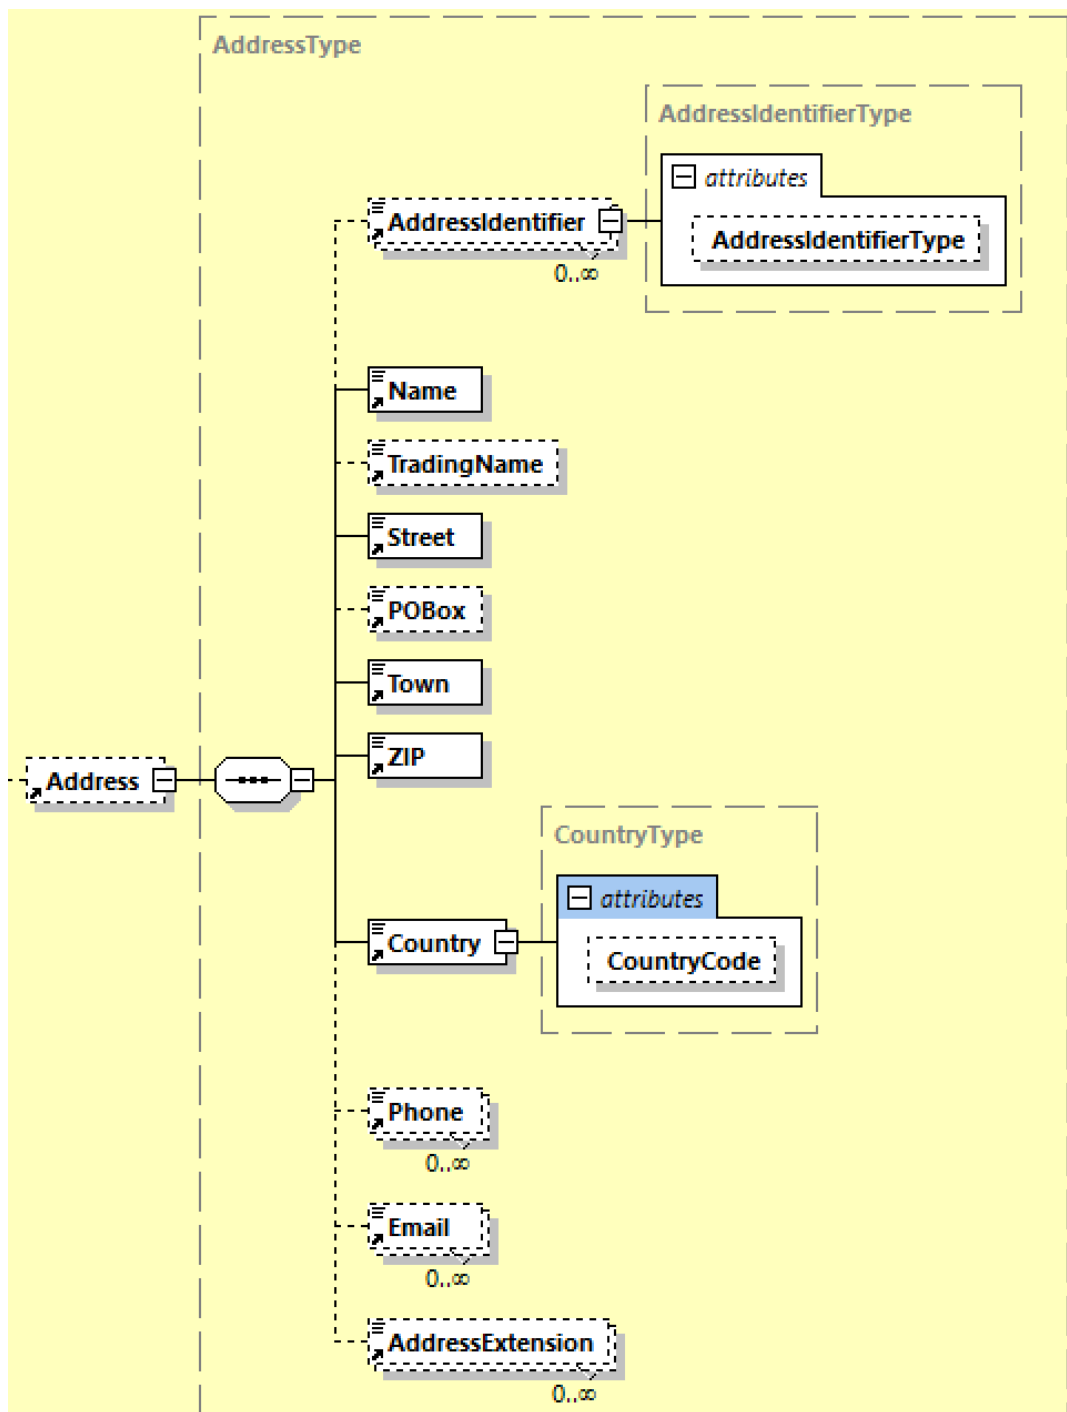 AddressType
AddressIdentifierType
attributes
AddressIdentifier
AddressIdentifierType
0..∞
Name
TradingName
Street
POBox
Town
ZIP
Address
CountryType
attributes
Country
CountryCode
Phone
0..∞
Email
0..∞
AddressExtension
0..∞